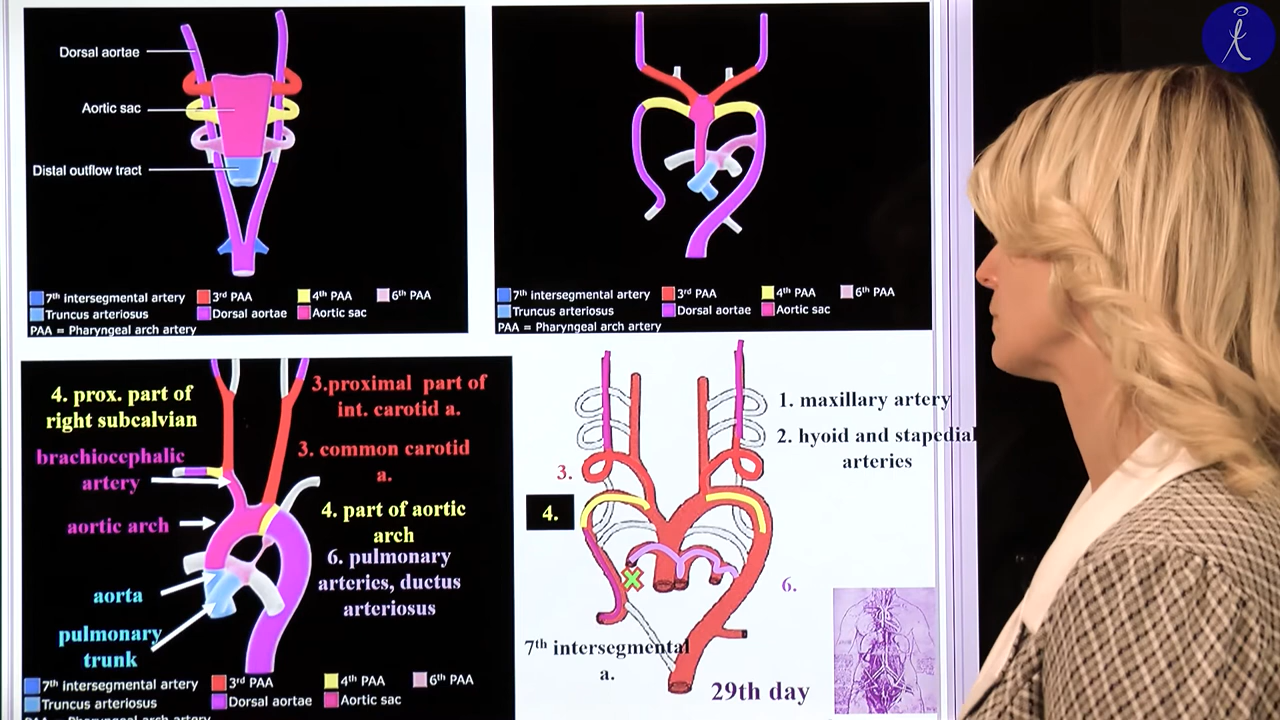 Dorsal aortae
Aortic sac
Distal outflow tract
7th intersegmental artery
3rd PAA
4th PAA
6th PAA
Truncus arteriosus
Dorsal aortae
Aortic sac
PAA = Pharyngeal arch artery
7th intersegmental artery
3rd PAA
4th PAA
6th PAA
Truncus arteriosus
Dorsal aortae
Aortic sac
PAA = Pharyngeal arch artery
4. prox. part of
right subcalvian
brachiocephalic
artery
aortic arch
aorta
pulmonary
trunk
3.proximal part of
int. carotid a.
3. common carotid
a.
4. part of aortic
arch
6. pulmonary
arteries, ductus
arteriosus
7th intersegmental artery
3rd PAA
4th PAA
6th PAA
Truncus arteriosus
Dorsal aortae
Aortic sac
PAA = Pharyngeal arch artery
1. maxillary artery
2. hyoid and stapedial
arteries
3.
4.
6.
7th intersegmental
a.
29th day